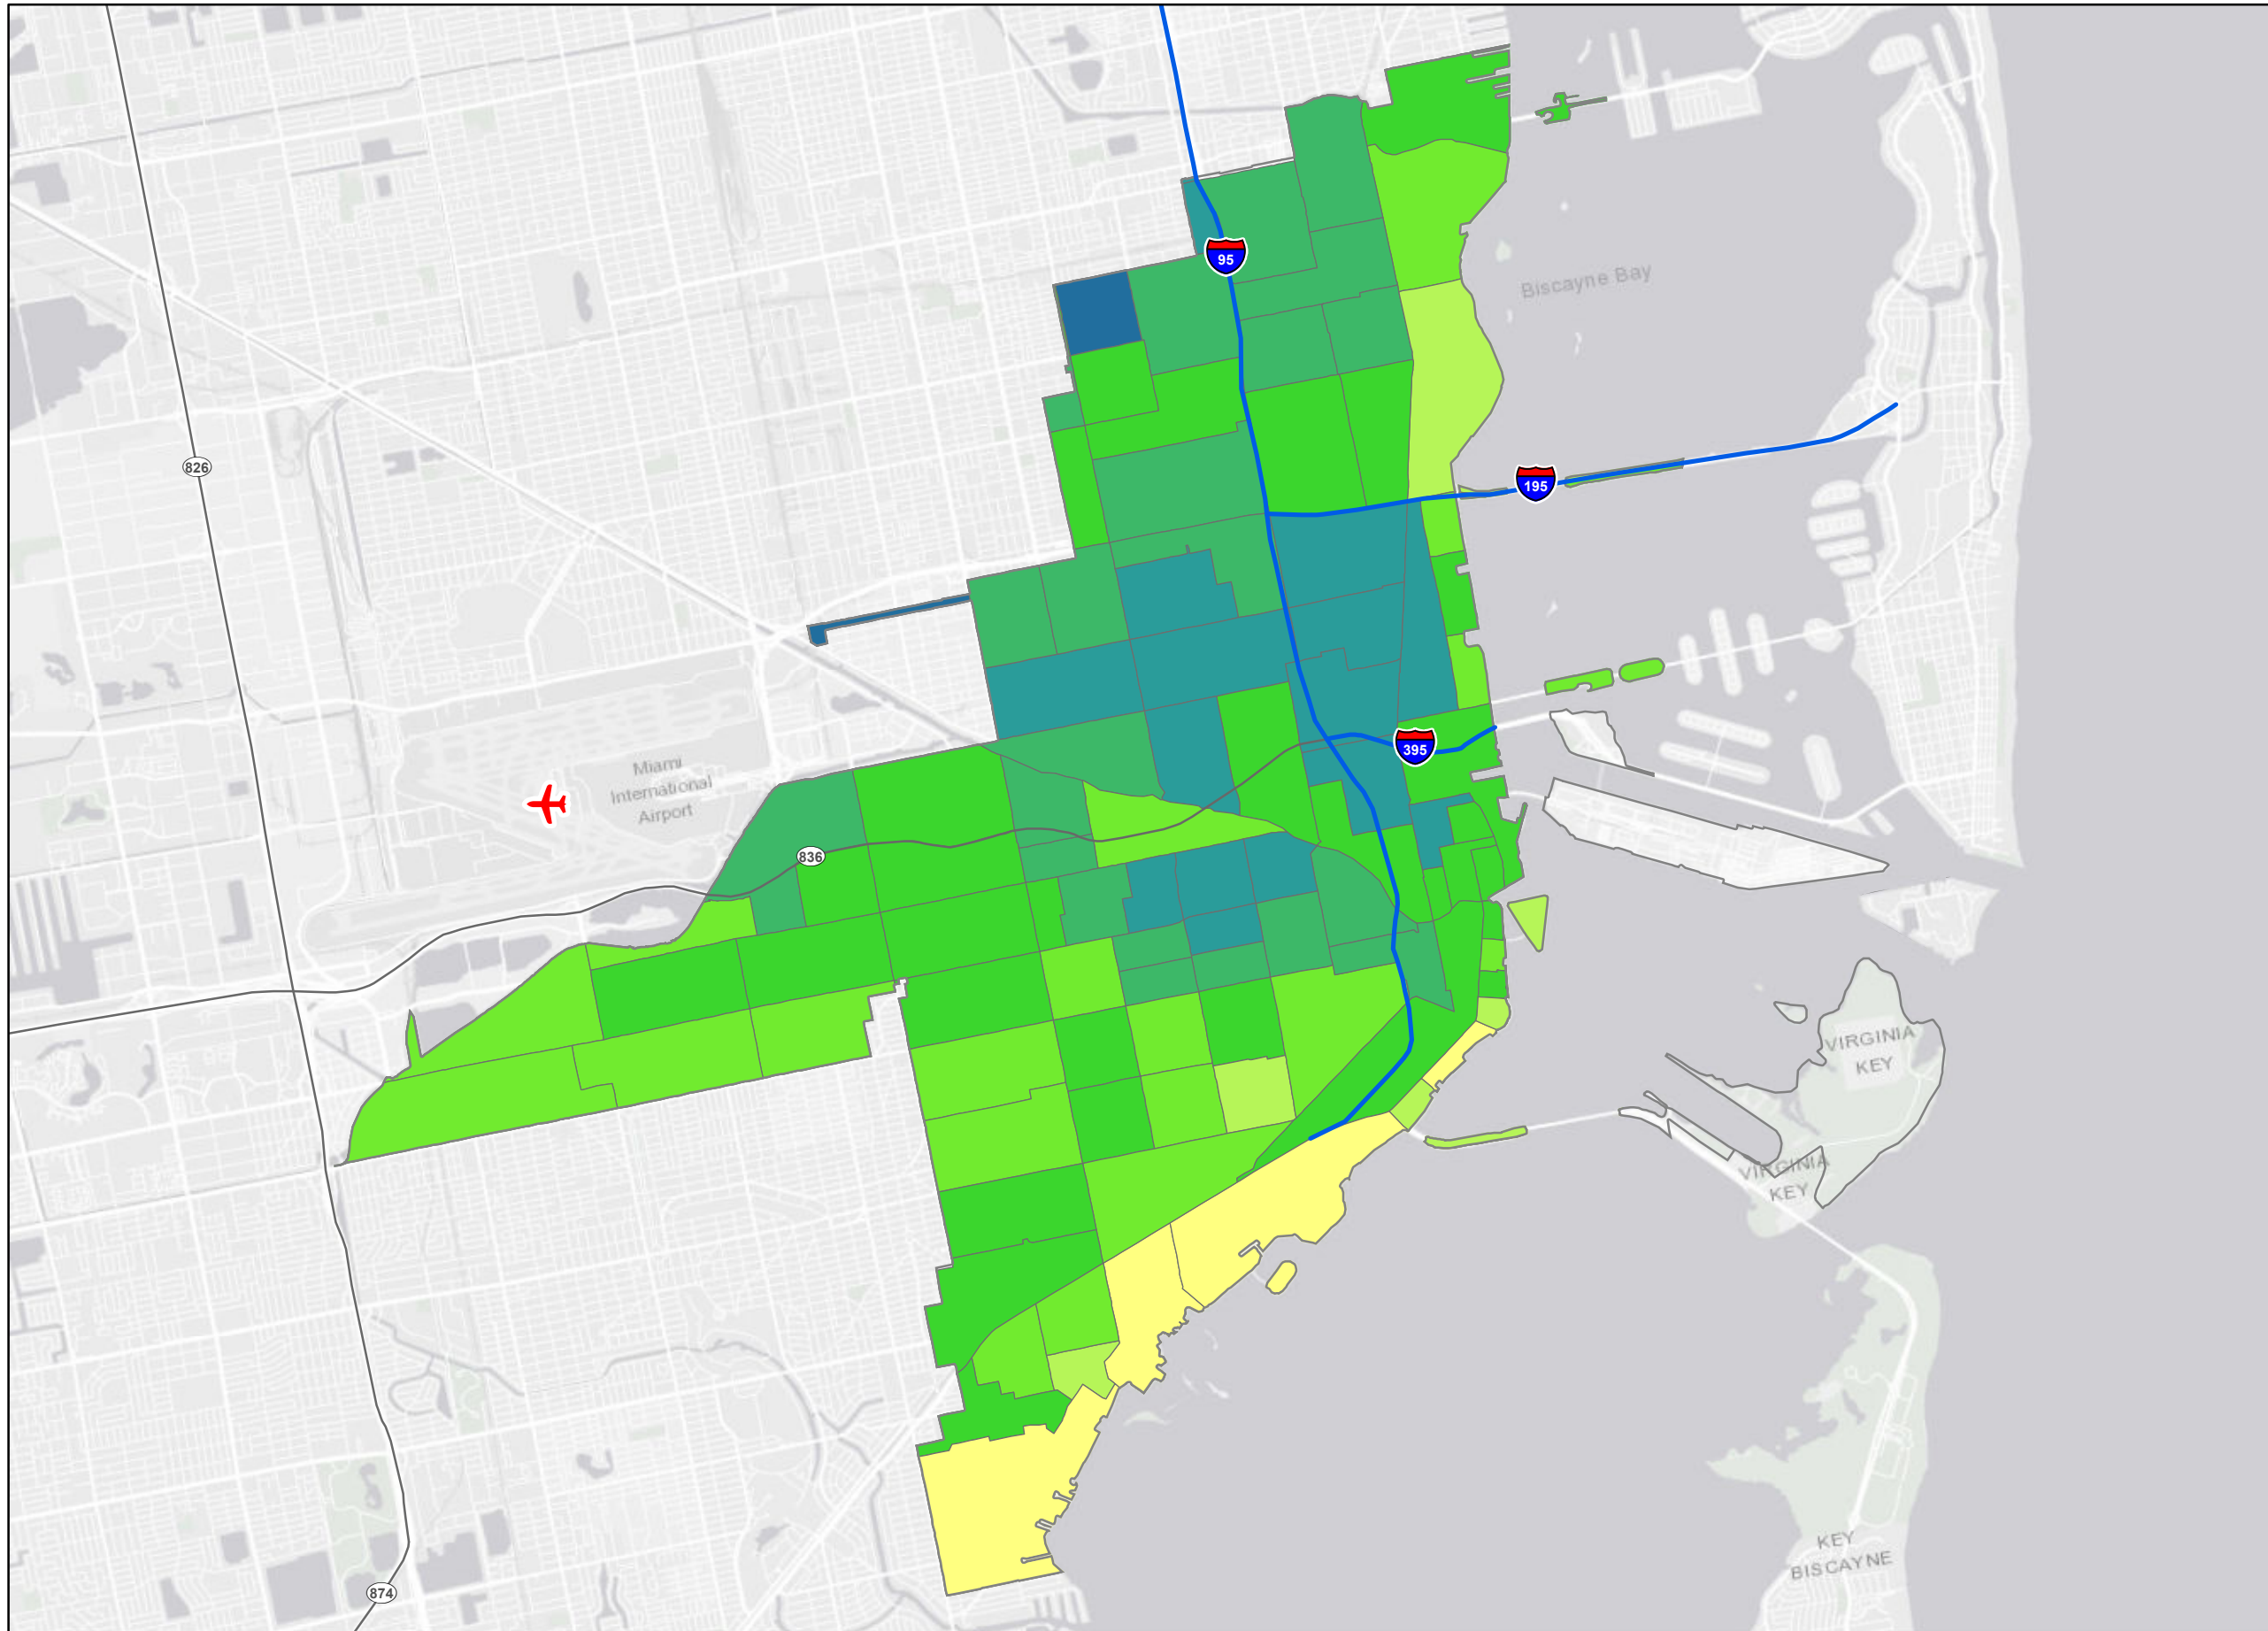 95
Biscayne Bay
826
195
395
Miami
International
Airport
836
VIRGINIA
KEY
VIRGINIA
KEY
KEY
BISCAYNE
874